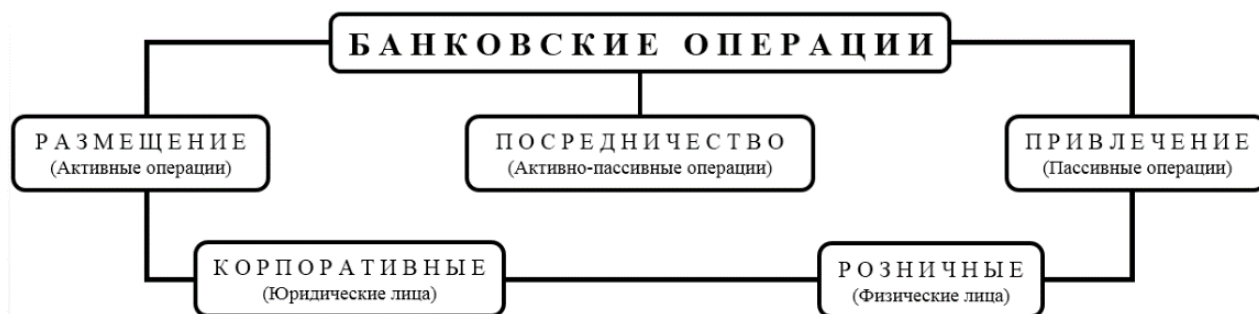 БАНКОВСКИЕ ОПЕРАЦИИ
РАЗМЕЩЕНИЕ
(Активные операции)
ПОСРЕДНИЧЕСТВО
(Активно-пассивные операции)
ПРИВЛЕЧЕНИЕ
(Пассивные операции)
КОРПОРАТИВНЫЕ
(Юридические лица)
РОЗНИЧНЫЕ
(Физические лица)